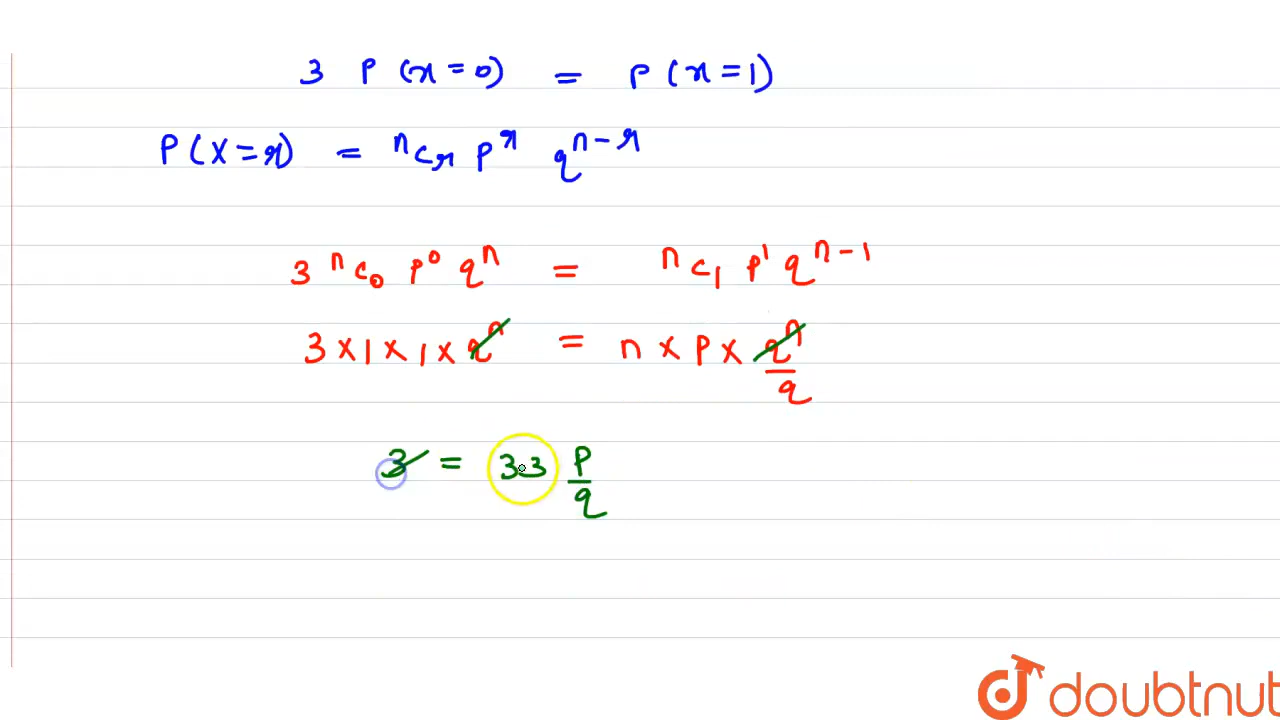 3 P (x = 0) = P (x = 1)
P (X = r) = ⁿCᵣ pʳ qⁿ⁻ʳ
3 ⁿC₀ p⁰ qⁿ = ⁿC₁ p¹ qⁿ⁻¹
3 × 1 × 1 × qⁿ = n × p × qⁿ/q
3 = 33 p/q
doubtnut